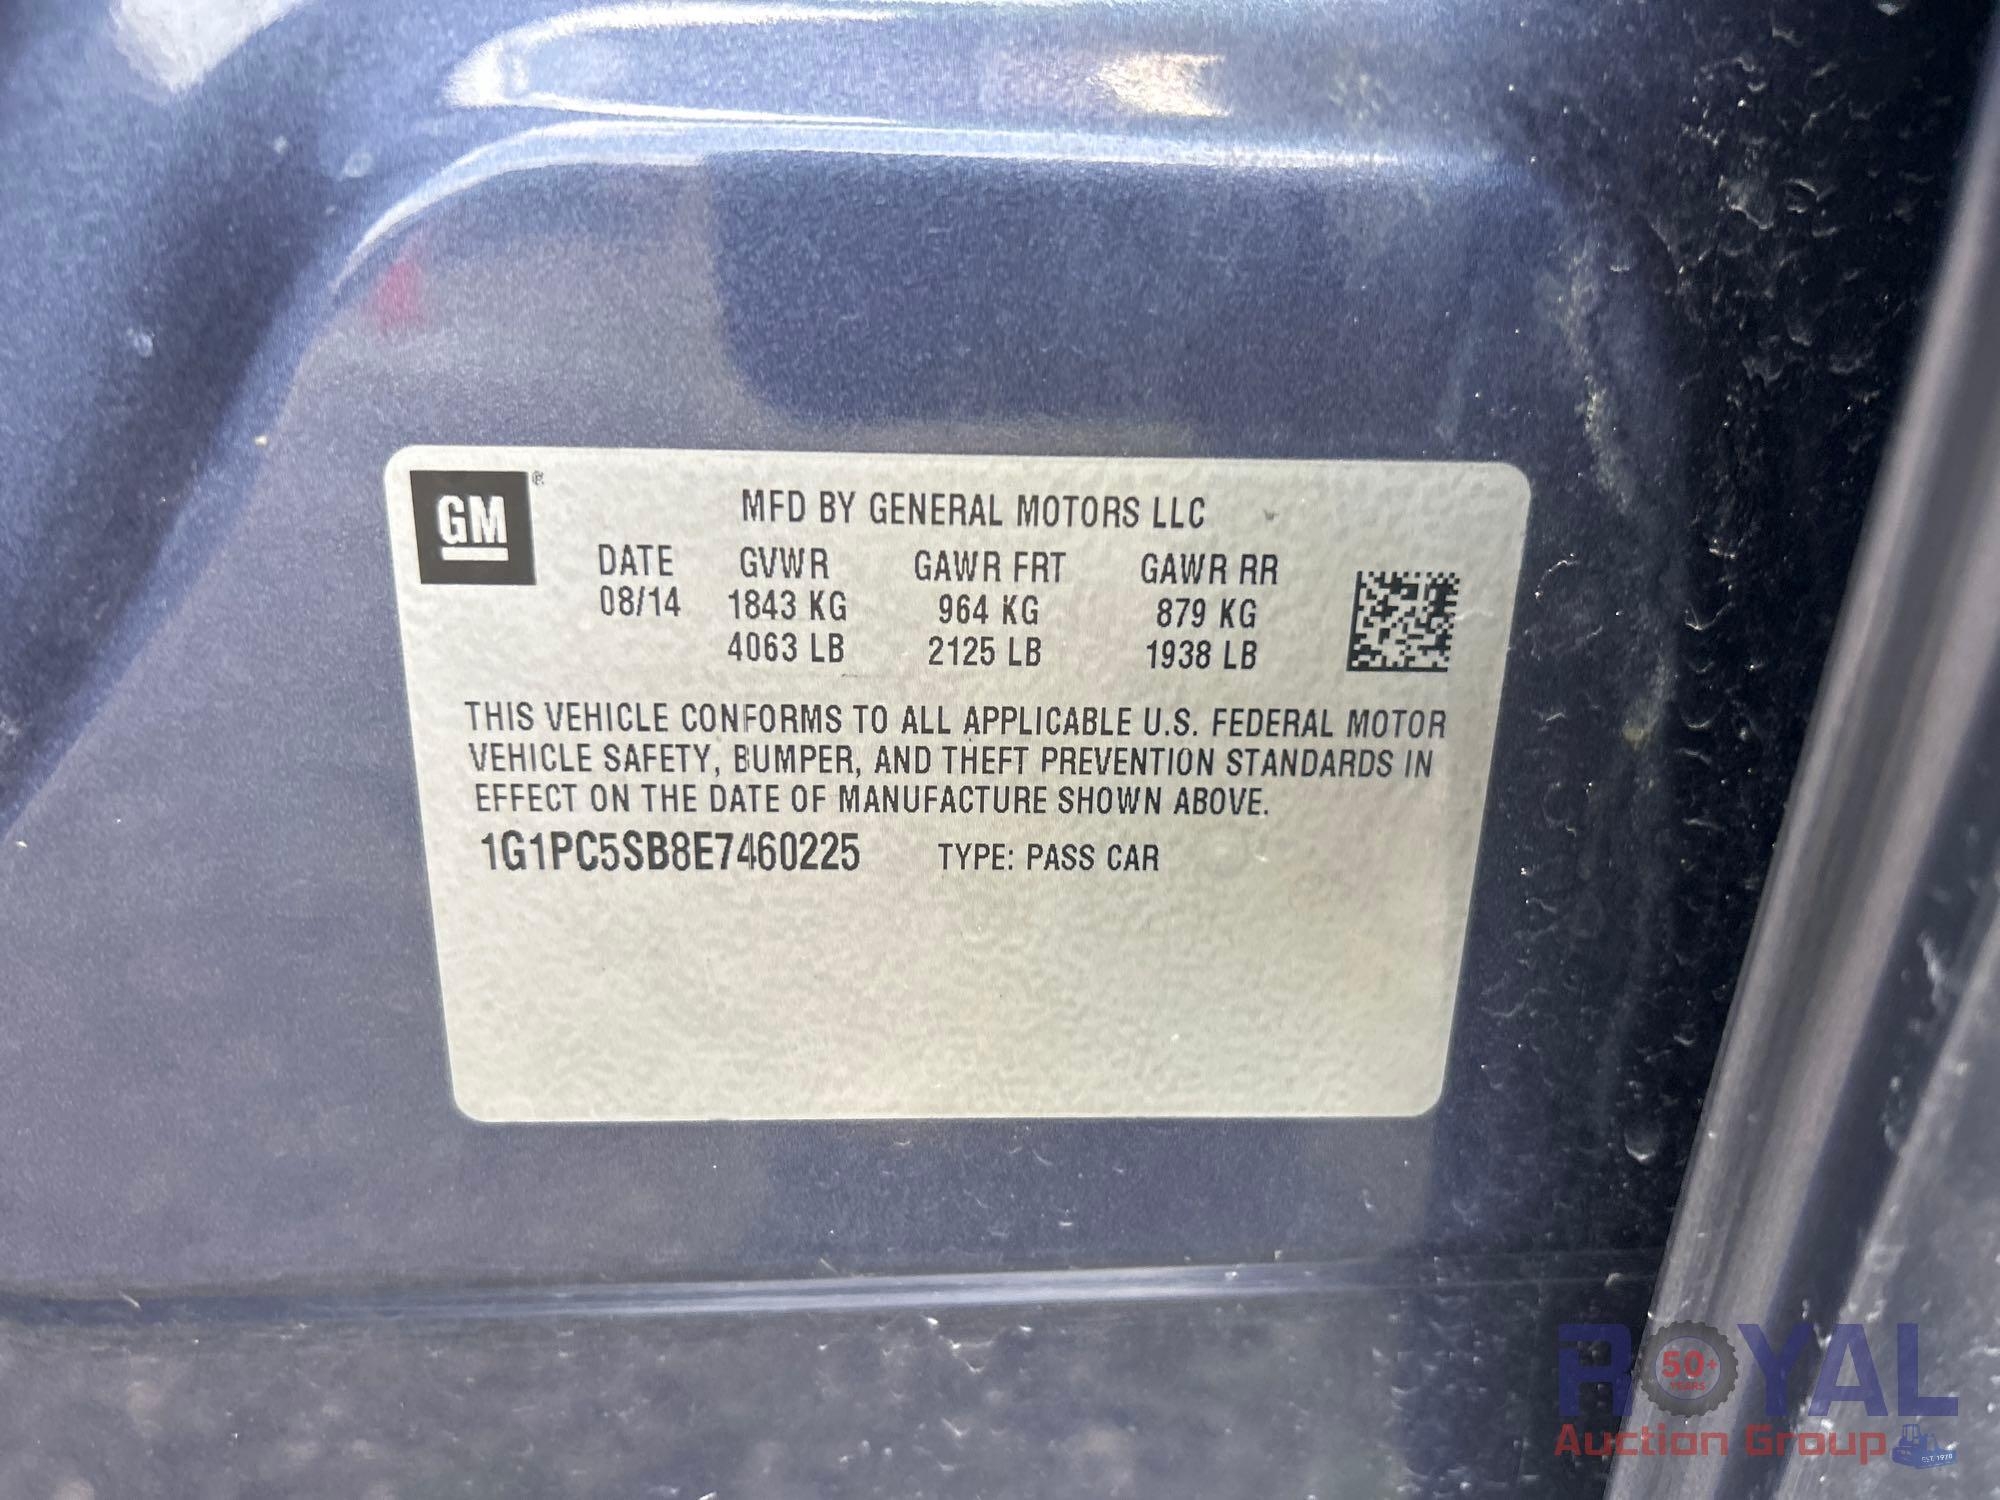 GM ®
MFD BY GENERAL MOTORS LLC
DATE GVWR GAWR FRT GAWR RR
08/14 1843 KG 964 KG 879 KG
4063 LB 2125 LB 1938 LB
THIS VEHICLE CONFORMS TO ALL APPLICABLE U.S. FEDERAL MOTOR
VEHICLE SAFETY, BUMPER, AND THEFT PREVENTION STANDARDS IN
EFFECT ON THE DATE OF MANUFACTURE SHOWN ABOVE.
1G1PC5SB8E7460225 TYPE: PASS CAR
ROYAL
50+
YEARS
Auction Group
EST. 1970